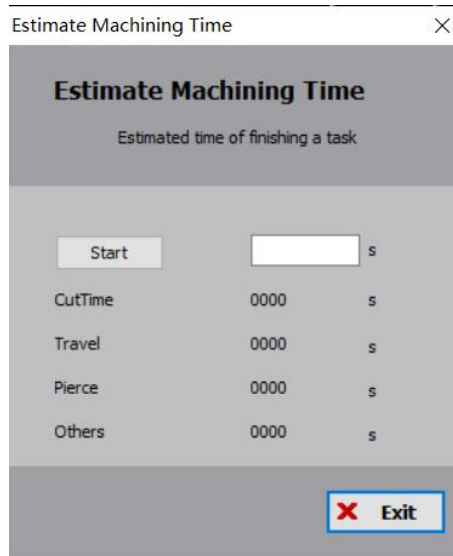 Estimate Machining Time
Estimate Machining Time
Estimated time of finishing a task
Start s
CutTime 0000 s
Travel 0000 s
Pierce 0000 s
Others 0000 s
Exit